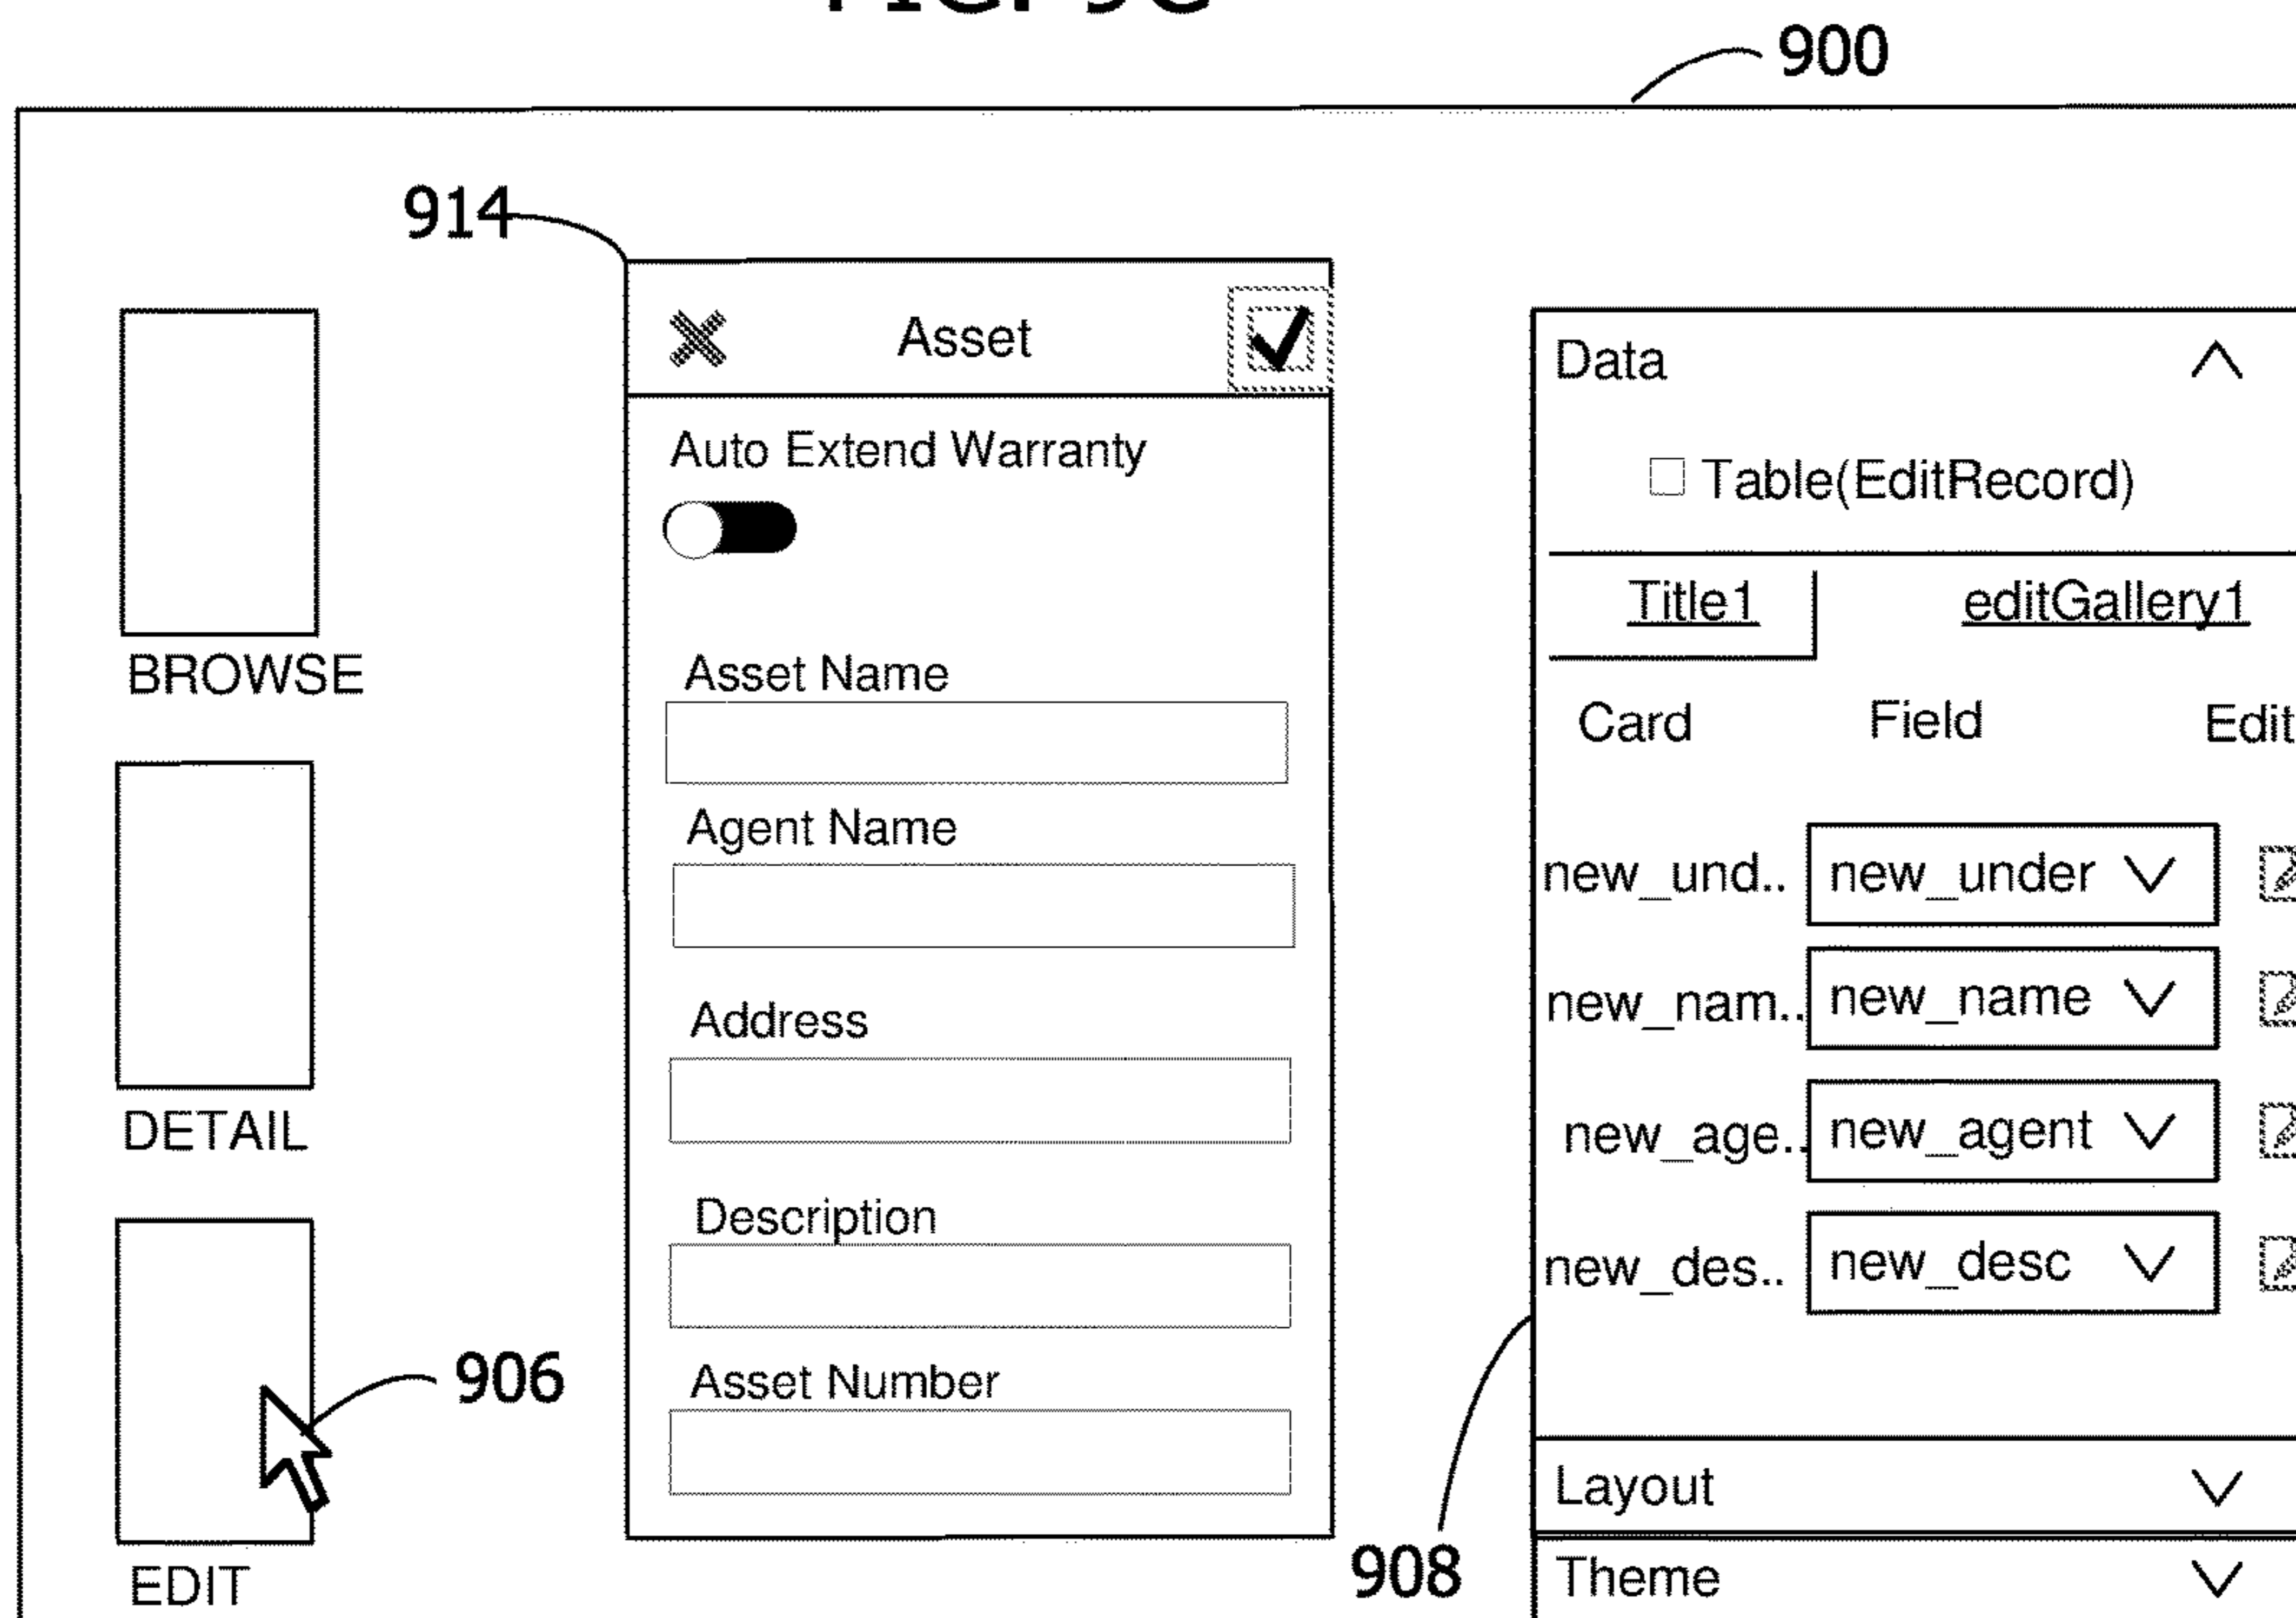 900
914
BROWSE
DETAIL
EDIT
906
Asset
Auto Extend Warranty
Asset Name
Agent Name
Address
Description
Asset Number
908
Data
Table(EditRecord)
Title1 editGallery1
Card Field Edit
new_und.. new_under
new_nam.. new_name
new_age.. new_agent
new_des.. new_desc
Layout
Theme